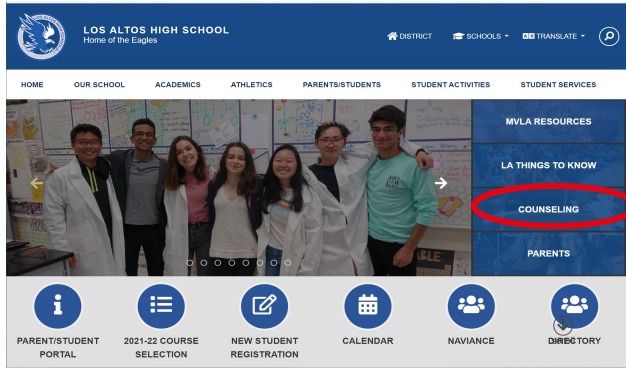 LOS ALTOS HIGH SCHOOL
Home of the Eagles
DISTRICT
SCHOOLS
TRANSLATE
HOME
OUR SCHOOL
ACADEMICS
ATHLETICS
PARENTS/STUDENTS
STUDENT ACTIVITIES
STUDENT SERVICES
MVLA RESOURCES
LA THINGS TO KNOW
COUNSELING
PARENTS
PARENT/STUDENT
PORTAL
2021-22 COURSE
SELECTION
NEW STUDENT
REGISTRATION
CALENDAR
NAVIANCE
DIRECTORY